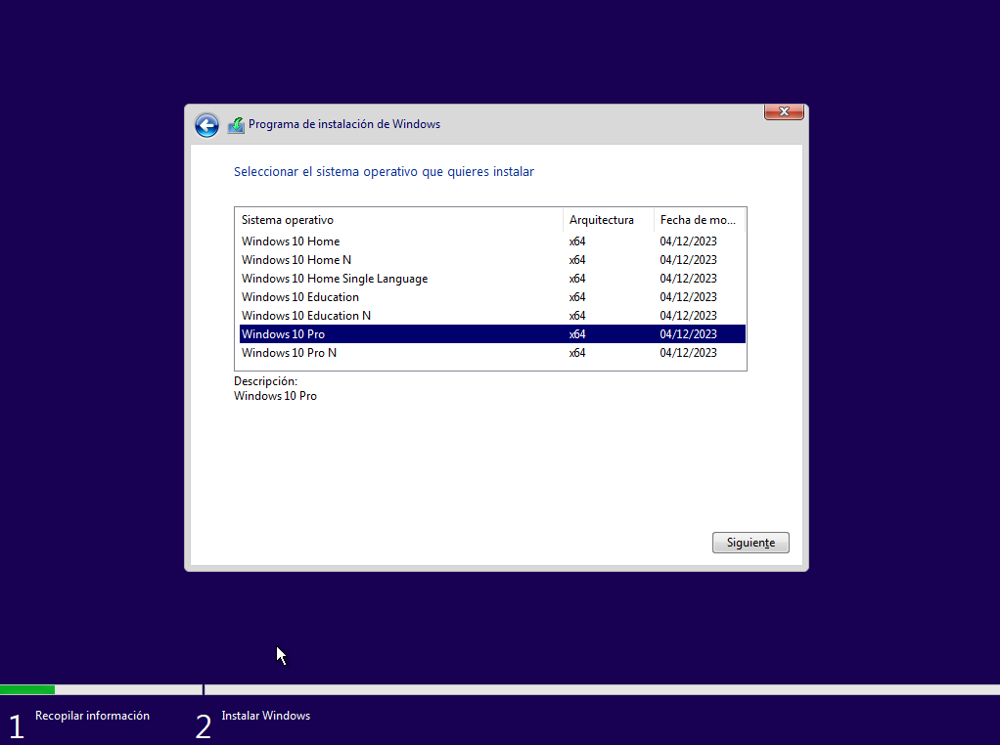 Programa de instalación de Windows
Seleccionar el sistema operativo que quieres instalar
Sistema operativo Arquitectura Fecha de mo...
Windows 10 Home x64 04/12/2023
Windows 10 Home N x64 04/12/2023
Windows 10 Home Single Language x64 04/12/2023
Windows 10 Education x64 04/12/2023
Windows 10 Education N x64 04/12/2023
Windows 10 Pro x64 04/12/2023
Windows 10 Pro N x64 04/12/2023
Descripción:
Windows 10 Pro
Siguiente
1 Recopilar información 2 Instalar Windows